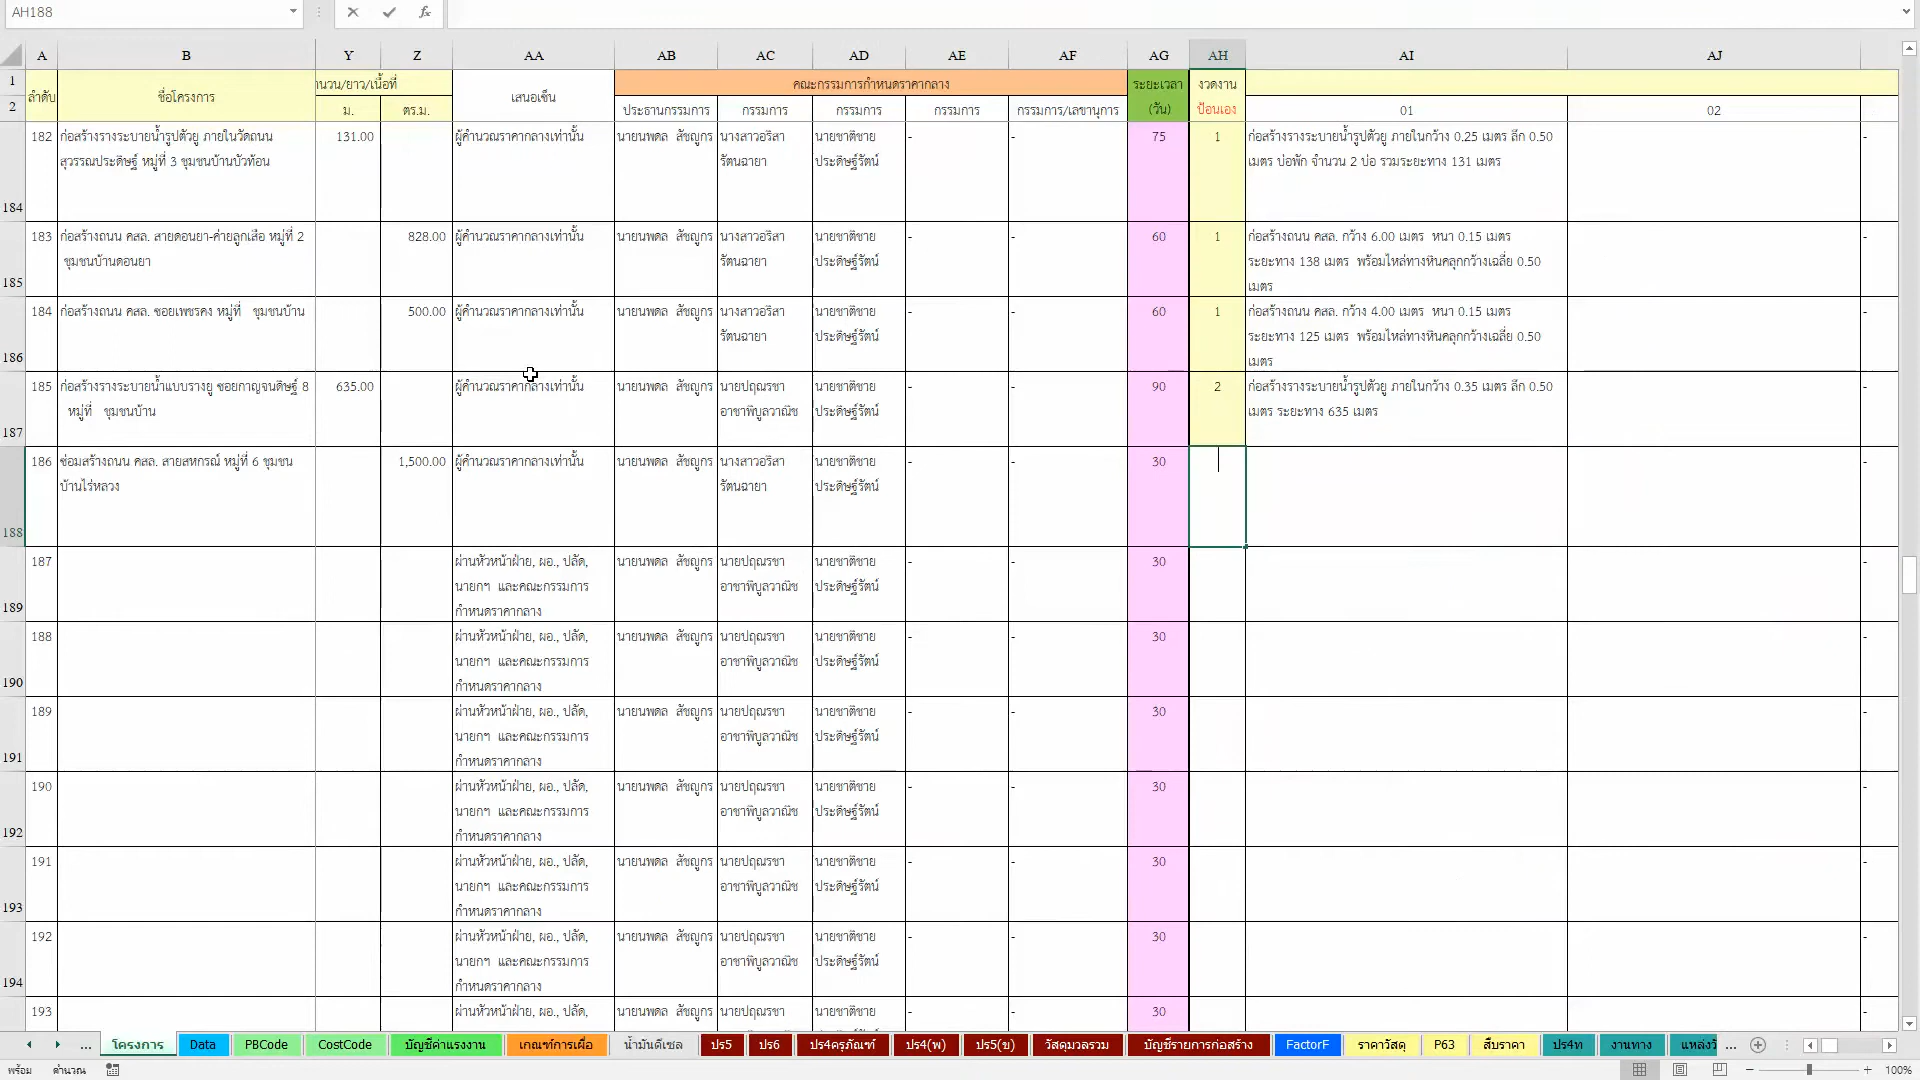 AH188
A B Y Z AA AB AC AD AE AF AG AH AI AJ
1 ลำดับ ชื่อโครงการ านวน/ยาว/เนื้อที่ เสนอเซ็น คณะกรรมการกำหนดราคากลาง ระยะเวลา งวดงาน
2 ม. ตร.ม. ประธานกรรมการ กรรมการ กรรมการ กรรมการ กรรมการ/เลขานุการ (วัน) ป้อนเอง 01 02
182 ก่อสร้างรางระบายน้ำรูปตัวยู ภายในวัดถนน 131.00 ผู้คำนวณราคากลางเท่านั้น นายนพดล สัชญกร นางสาวอริสา นายชาติชาย - - 75 1 ก่อสร้างรางระบายน้ำรูปตัวยู ภายในกว้าง 0.25 เมตร ลึก 0.50 -
สุวรรณประดิษฐ์ หมู่ที่ 3 ชุมชนบ้านบัวท้อน รัตนฉายา ประดิษฐ์รัตน์ เมตร บ่อพัก จำนวน 2 บ่อ รวมระยะทาง 131 เมตร
184
183 ก่อสร้างถนน คสล. สายดอนยา-ค่ายลูกเสือ หมู่ที่ 2 828.00 ผู้คำนวณราคากลางเท่านั้น นายนพดล สัชญกร นางสาวอริสา นายชาติชาย - - 60 1 ก่อสร้างถนน คสล. กว้าง 6.00 เมตร หนา 0.15 เมตร -
ชุมชนบ้านดอนยา รัตนฉายา ประดิษฐ์รัตน์ ระยะทาง 138 เมตร พร้อมไหล่ทางหินคลุกกว้างเฉลี่ย 0.50
185 เมตร
184 ก่อสร้างถนน คสล. ซอยเพชรคง หมู่ที่ ชุมชนบ้าน 500.00 ผู้คำนวณราคากลางเท่านั้น นายนพดล สัชญกร นางสาวอริสา นายชาติชาย - - 60 1 ก่อสร้างถนน คสล. กว้าง 4.00 เมตร หนา 0.15 เมตร -
รัตนฉายา ประดิษฐ์รัตน์ ระยะทาง 125 เมตร พร้อมไหล่ทางหินคลุกกว้างเฉลี่ย 0.50
186 เมตร
185 ก่อสร้างรางระบายน้ำแบบรางยู ซอยกาญจนดิษฐ์ 8 635.00 ผู้คำนวณราคากลางเท่านั้น นายนพดล สัชญกร นายปฤณรชา นายชาติชาย - - 90 2 ก่อสร้างรางระบายน้ำรูปตัวยู ภายในกว้าง 0.35 เมตร ลึก 0.50 -
หมู่ที่ ชุมชนบ้าน อาชาพิบูลวาณิช ประดิษฐ์รัตน์ เมตร ระยะทาง 635 เมตร
187
186 ซ่อมสร้างถนน คสล. สายสหกรณ์ หมู่ที่ 6 ชุมชน 1,500.00 ผู้คำนวณราคากลางเท่านั้น นายนพดล สัชญกร นางสาวอริสา นายชาติชาย - - 30 -
บ้านไร่หลวง รัตนฉายา ประดิษฐ์รัตน์
188
187 ผ่านหัวหน้าฝ่าย, ผอ., ปลัด, นายนพดล สัชญกร นายปฤณรชา นายชาติชาย - - 30 -
นายกฯ และคณะกรรมการ อาชาพิบูลวาณิช ประดิษฐ์รัตน์
189 กำหนดราคากลาง
188 ผ่านหัวหน้าฝ่าย, ผอ., ปลัด, นายนพดล สัชญกร นายปฤณรชา นายชาติชาย - - 30 -
นายกฯ และคณะกรรมการ อาชาพิบูลวาณิช ประดิษฐ์รัตน์
190 กำหนดราคากลาง
189 ผ่านหัวหน้าฝ่าย, ผอ., ปลัด, นายนพดล สัชญกร นายปฤณรชา นายชาติชาย - - 30 -
นายกฯ และคณะกรรมการ อาชาพิบูลวาณิช ประดิษฐ์รัตน์
191 กำหนดราคากลาง
190 ผ่านหัวหน้าฝ่าย, ผอ., ปลัด, นายนพดล สัชญกร นายปฤณรชา นายชาติชาย - - 30 -
นายกฯ และคณะกรรมการ อาชาพิบูลวาณิช ประดิษฐ์รัตน์
192 กำหนดราคากลาง
191 ผ่านหัวหน้าฝ่าย, ผอ., ปลัด, นายนพดล สัชญกร นายปฤณรชา นายชาติชาย - - 30 -
นายกฯ และคณะกรรมการ อาชาพิบูลวาณิช ประดิษฐ์รัตน์
193 กำหนดราคากลาง
192 ผ่านหัวหน้าฝ่าย, ผอ., ปลัด, นายนพดล สัชญกร นายปฤณรชา นายชาติชาย - - 30 -
นายกฯ และคณะกรรมการ อาชาพิบูลวาณิช ประดิษฐ์รัตน์
194 กำหนดราคากลาง
193 ผ่านหัวหน้าฝ่าย, ผอ., ปลัด, นายนพดล สัชญกร นายปฤณรชา นายชาติชาย - - 30 -
... โครงการ Data PBCode CostCode บัญชีค่าแรงงาน เกณฑ์การเผื่อ น้ำมันดีเซล ปร5 ปร6 ปร4ครุภัณฑ์ ปร4(พ) ปร5(ข) วัสดุมวลรวม บัญชีรายการก่อสร้าง FactorF ราคาวัสดุ P63 สืบราคา ปร4ท งานทาง แหล่งวั ...
พร้อม คำนวณ 100%